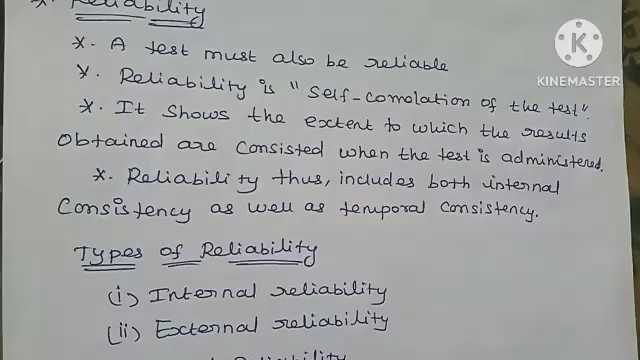 *. Reliability
*. A test must also be reliable
*. Reliability is "Self-comolation of the test".
*. It shows the extent to which the results
Obtained are consisted when the test is administered.
*. Reliability thus, includes both internal
Consistency as well as temporal consistency.
Types of Reliability
(i) Internal reliability
(ii) External reliability
Reliability
KINEMASTER